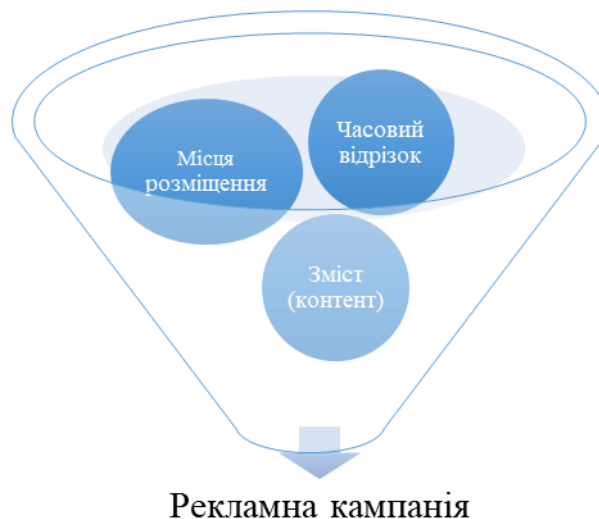 Місця
розміщення
Часовий
відрізок
Зміст
(контент)
Рекламна кампанія